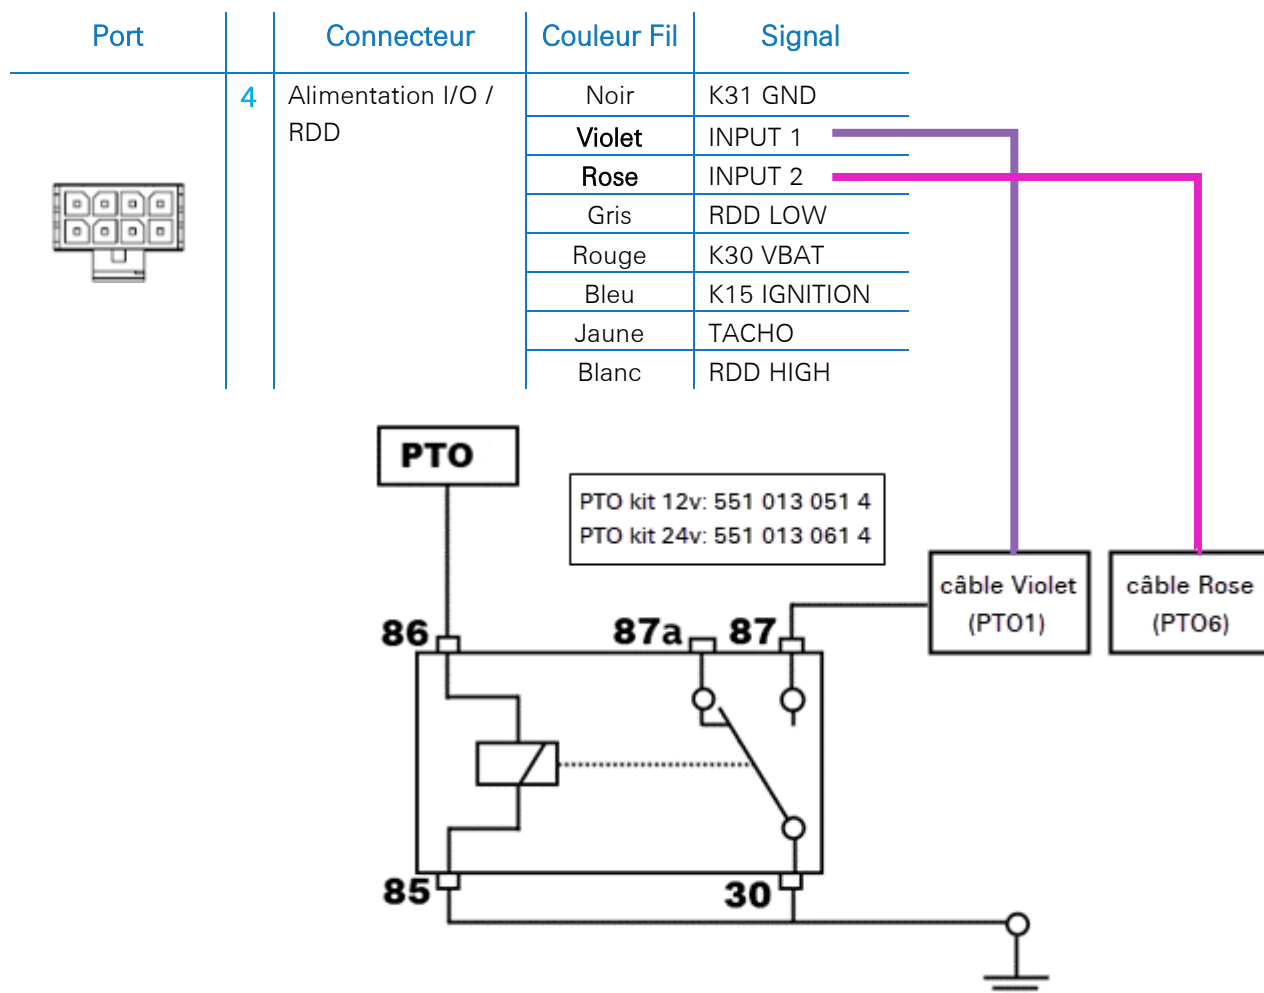 Port Connecteur Couleur Fil Signal
4 Alimentation I/O / Noir K31 GND
RDD Violet INPUT 1
Rose INPUT 2
Gris RDD LOW
Rouge K30 VBAT
Bleu K15 IGNITION
Jaune TACHO
Blanc RDD HIGH
PTO
PTO kit 12v: 551 013 051 4
PTO kit 24v: 551 013 061 4
câble Violet
(PTO1)
câble Rose
(PTO6)
86 87a 87
85 30